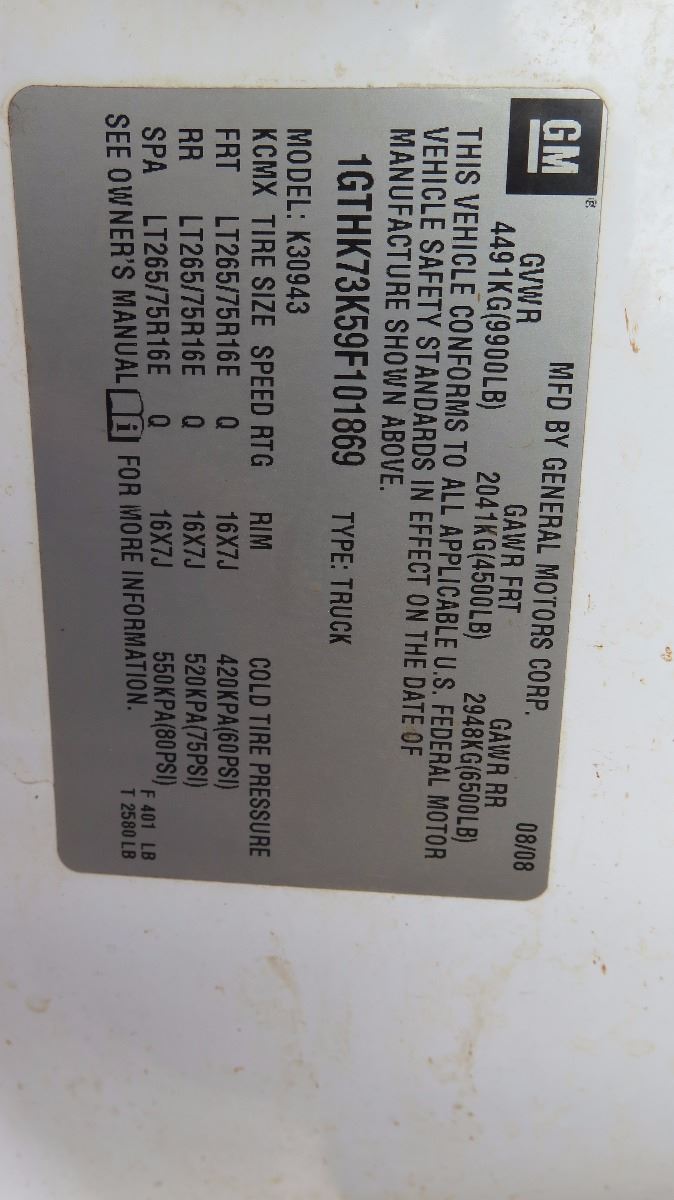 GM®
MFD BY GENERAL MOTORS CORP. 08/08
GVWR GAWR FRT GAWR RR
4491KG(9900LB) 2041KG(4500LB) 2948KG(6500LB)
THIS VEHICLE CONFORMS TO ALL APPLICABLE U.S. FEDERAL MOTOR
VEHICLE SAFETY STANDARDS IN EFFECT ON THE DATE OF
MANUFACTURE SHOWN ABOVE.
1GTHK73K59F101869 TYPE: TRUCK
MODEL: K30943
KCMX TIRE SIZE SPEED RTG RIM COLD TIRE PRESSURE
FRT LT265/75R16E Q 16X7J 420KPA(60PSI)
RR LT265/75R16E Q 16X7J 520KPA(75PSI)
SPA LT265/75R16E Q 16X7J 550KPA(80PSI)
SEE OWNER'S MANUAL i FOR MORE INFORMATION.
F 401 LB
T 2580 LB